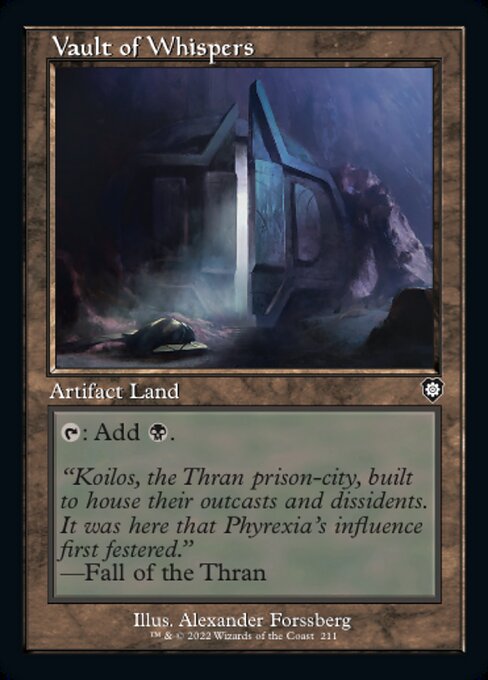 Vault of Whispers
Artifact Land
: Add .
“Koilos, the Thran prison-city, built
to house their outcasts and dissidents.
It was here that Phyrexia’s influence
first festered.”
—Fall of the Thran
Illus. Alexander Forssberg
™ & © 2022 Wizards of the Coast 211